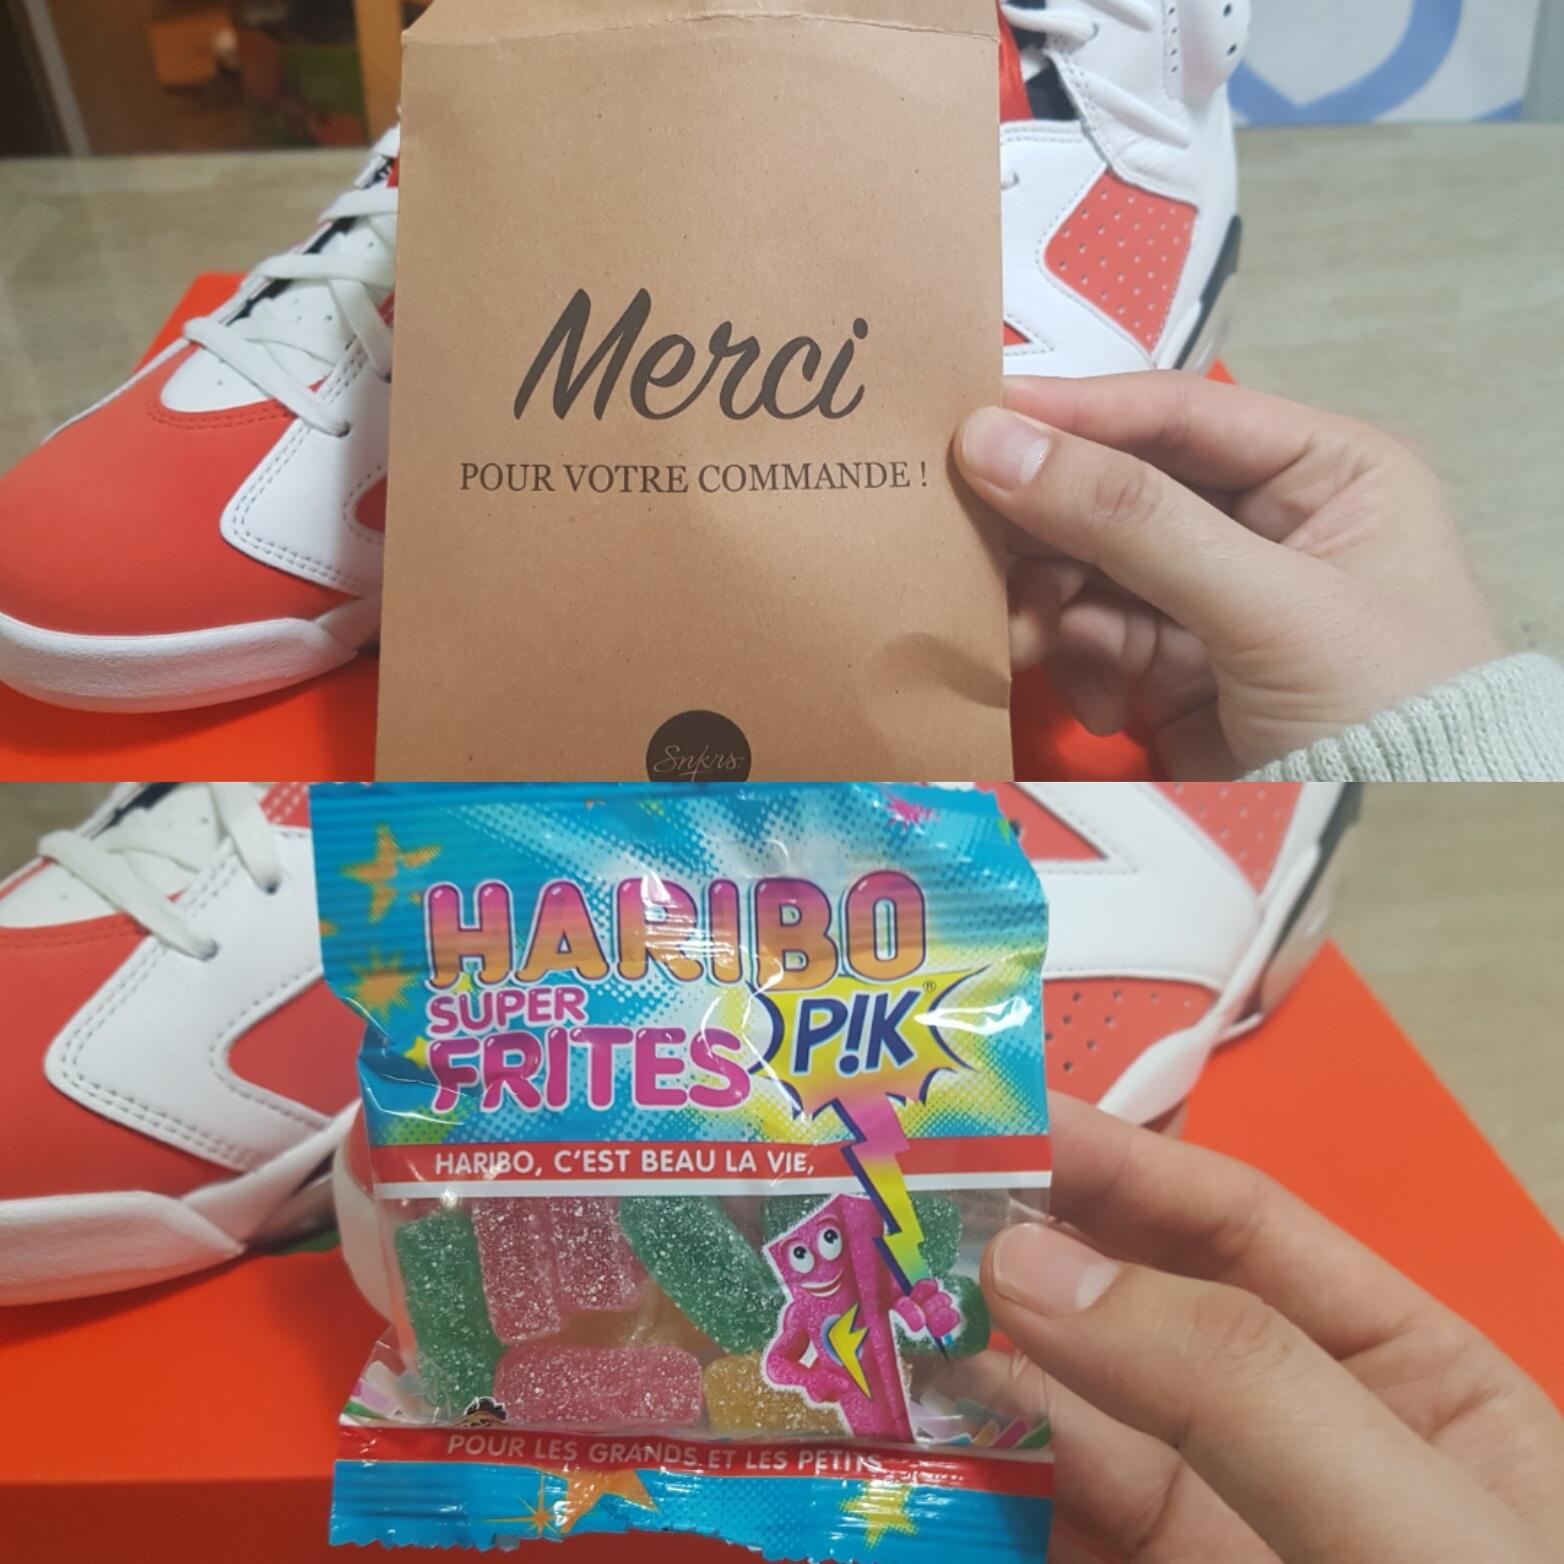 Merci
POUR VOTRE COMMANDE !
Snkrs
HARIBO
SUPER
FRITES
P!K®
HARIBO, C'EST BEAU LA VIE,
POUR LES GRANDS ET LES PETITS